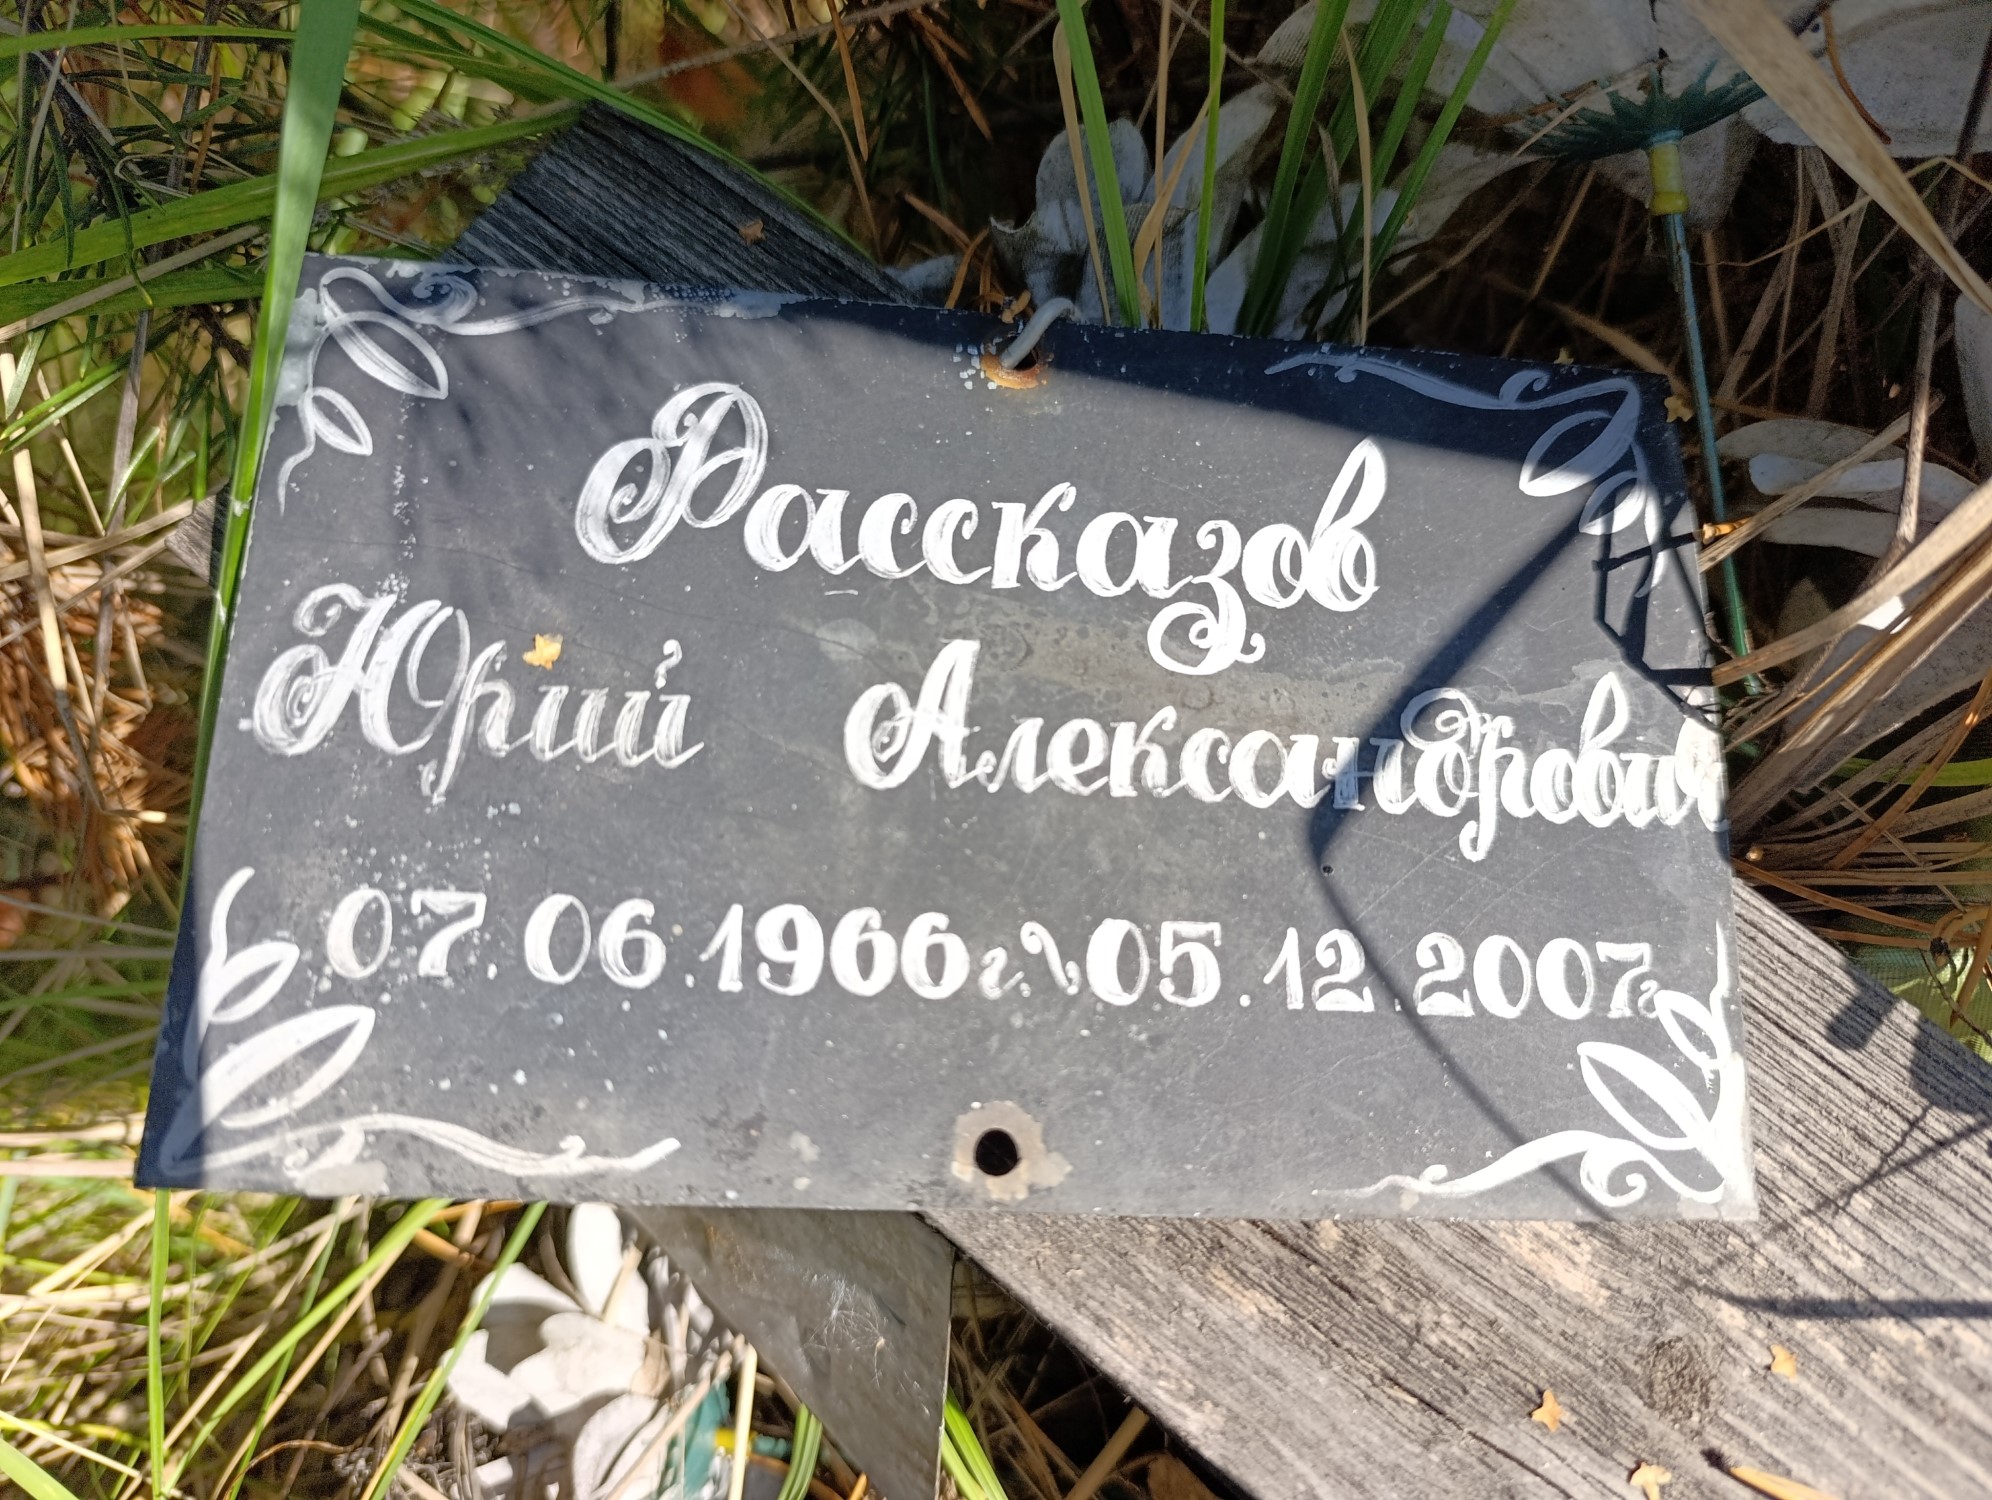 Рассказов
Юрий Александрович
07.06.1966г. \ 05.12.2007г